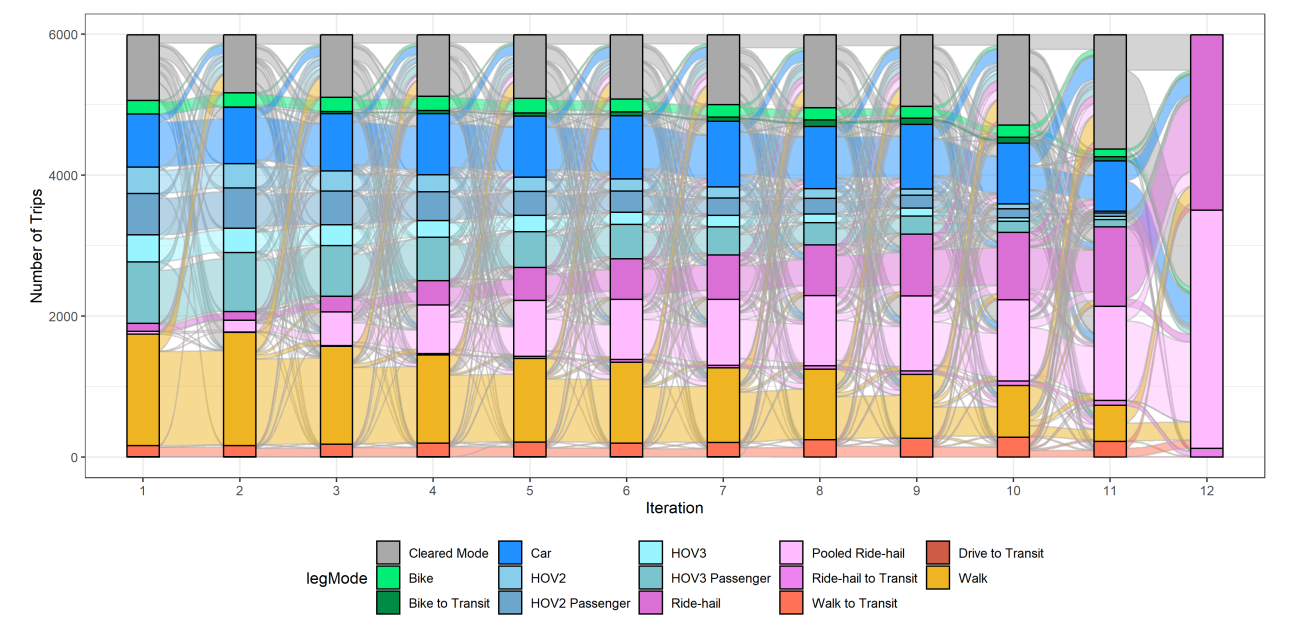 6000
4000
2000
0
Number of Trips
1 2 3 4 5 6 7 8 9 10 11 12
Iteration
legMode
Cleared Mode Car HOV3 Pooled Ride-hail Drive to Transit
Bike HOV2 HOV3 Passenger Ride-hail to Transit Walk
Bike to Transit HOV2 Passenger Ride-hail Walk to Transit